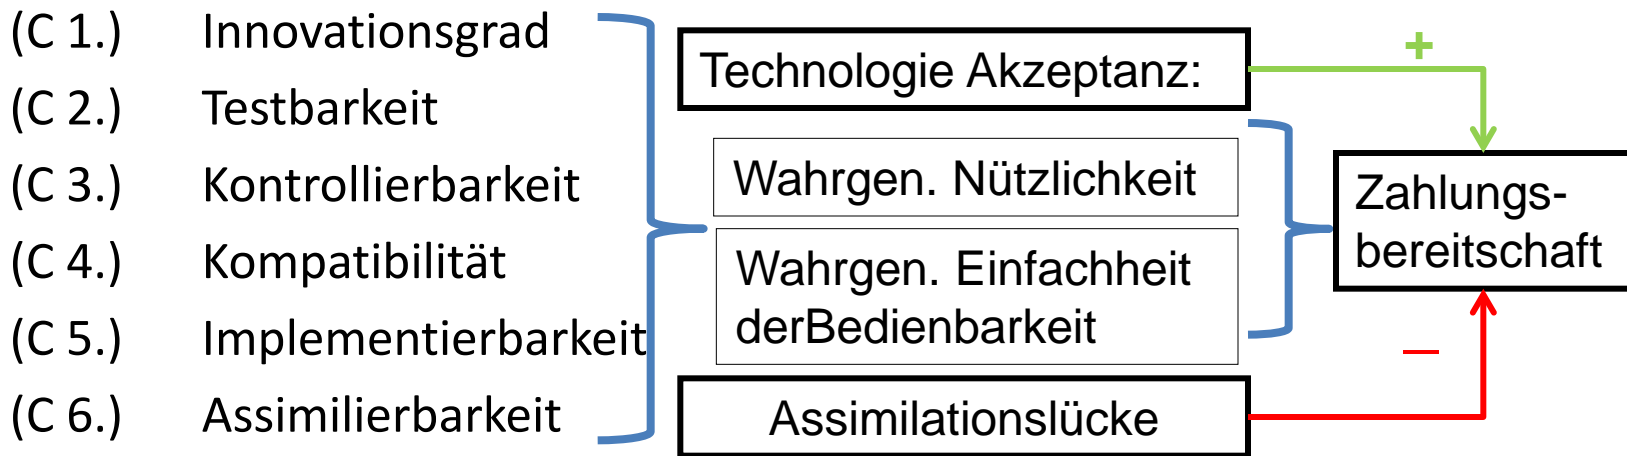 (C 1.) Innovationsgrad
(C 2.) Testbarkeit
(C 3.) Kontrollierbarkeit
(C 4.) Kompatibilität
(C 5.) Implementierbarkeit
(C 6.) Assimilierbarkeit
Technologie Akzeptanz:
Wahrgen. Nützlichkeit
Wahrgen. Einfachheit
derBedienbarkeit
Assimilationslücke
+
Zahlungs-
bereitschaft
–